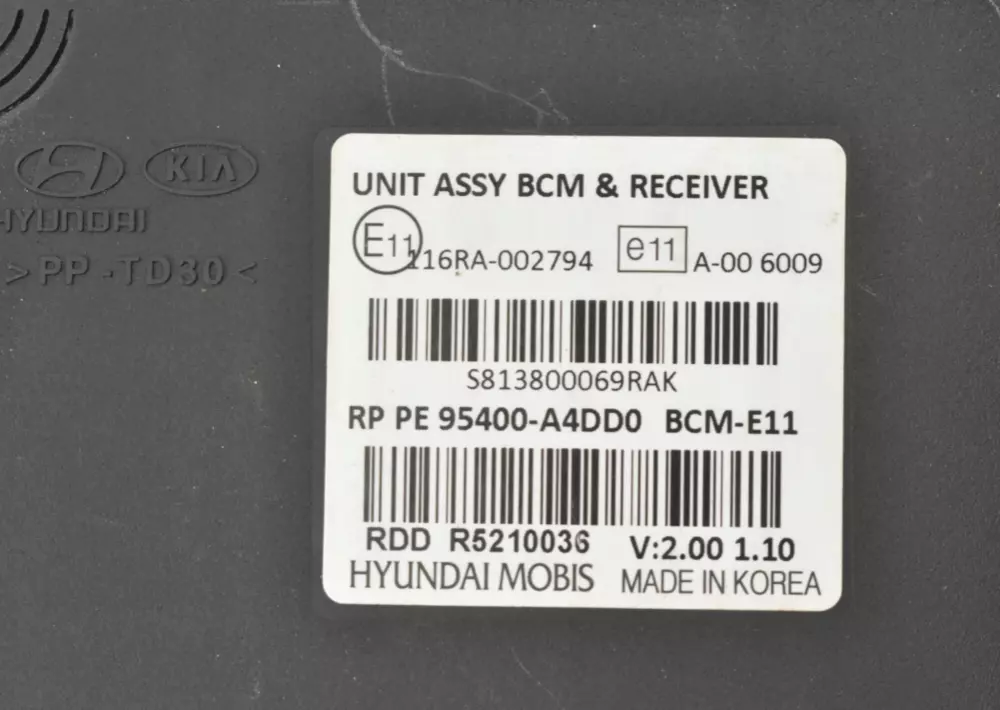 KIA
HYUNDAI
>PP-TD30<
UNIT ASSY BCM & RECEIVER
E11 116RA-002794 e11 A-00 6009
S813800069RAK
RP PE 95400-A4DD0 BCM-E11
RDD R5210036 V:2.00 1.10
HYUNDAI MOBIS MADE IN KOREA